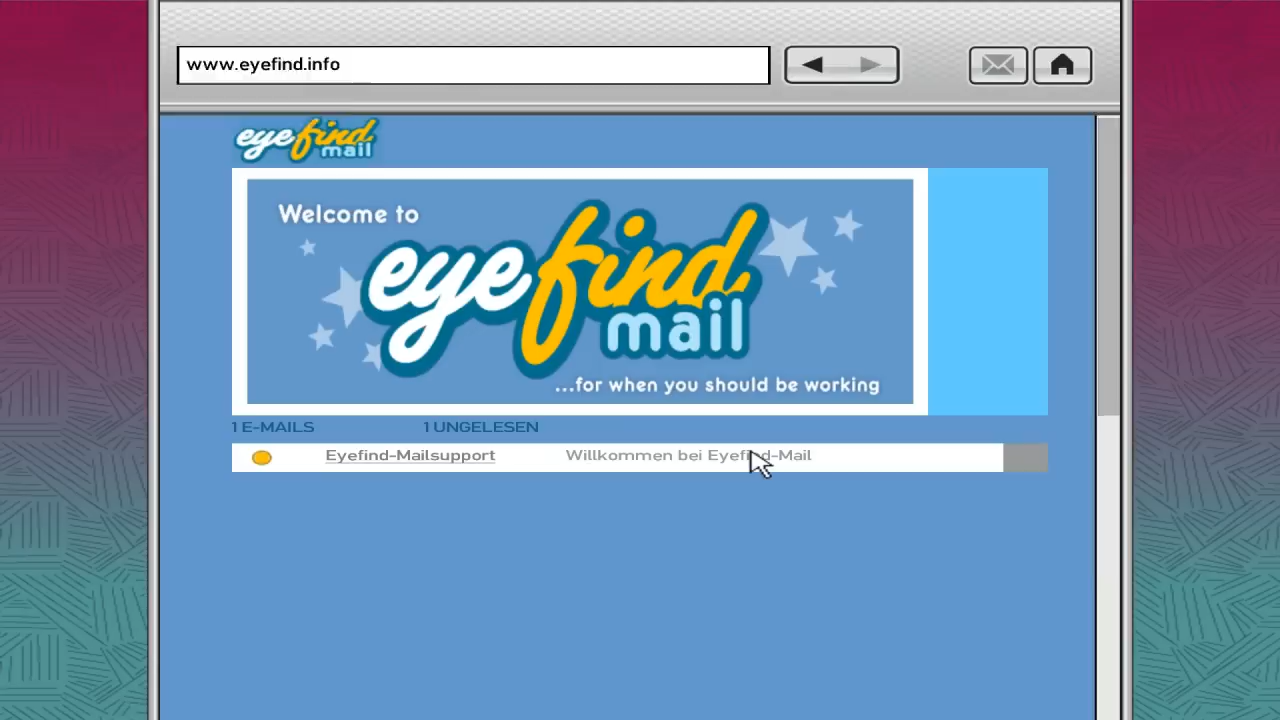 www.eyefind.info
eyefind
mail
Welcome to
eyefind
mail
...for when you should be working
1 E-MAILS 1 UNGELESEN
Eyefind-Mailsupport Willkommen bei Eyefind-Mail